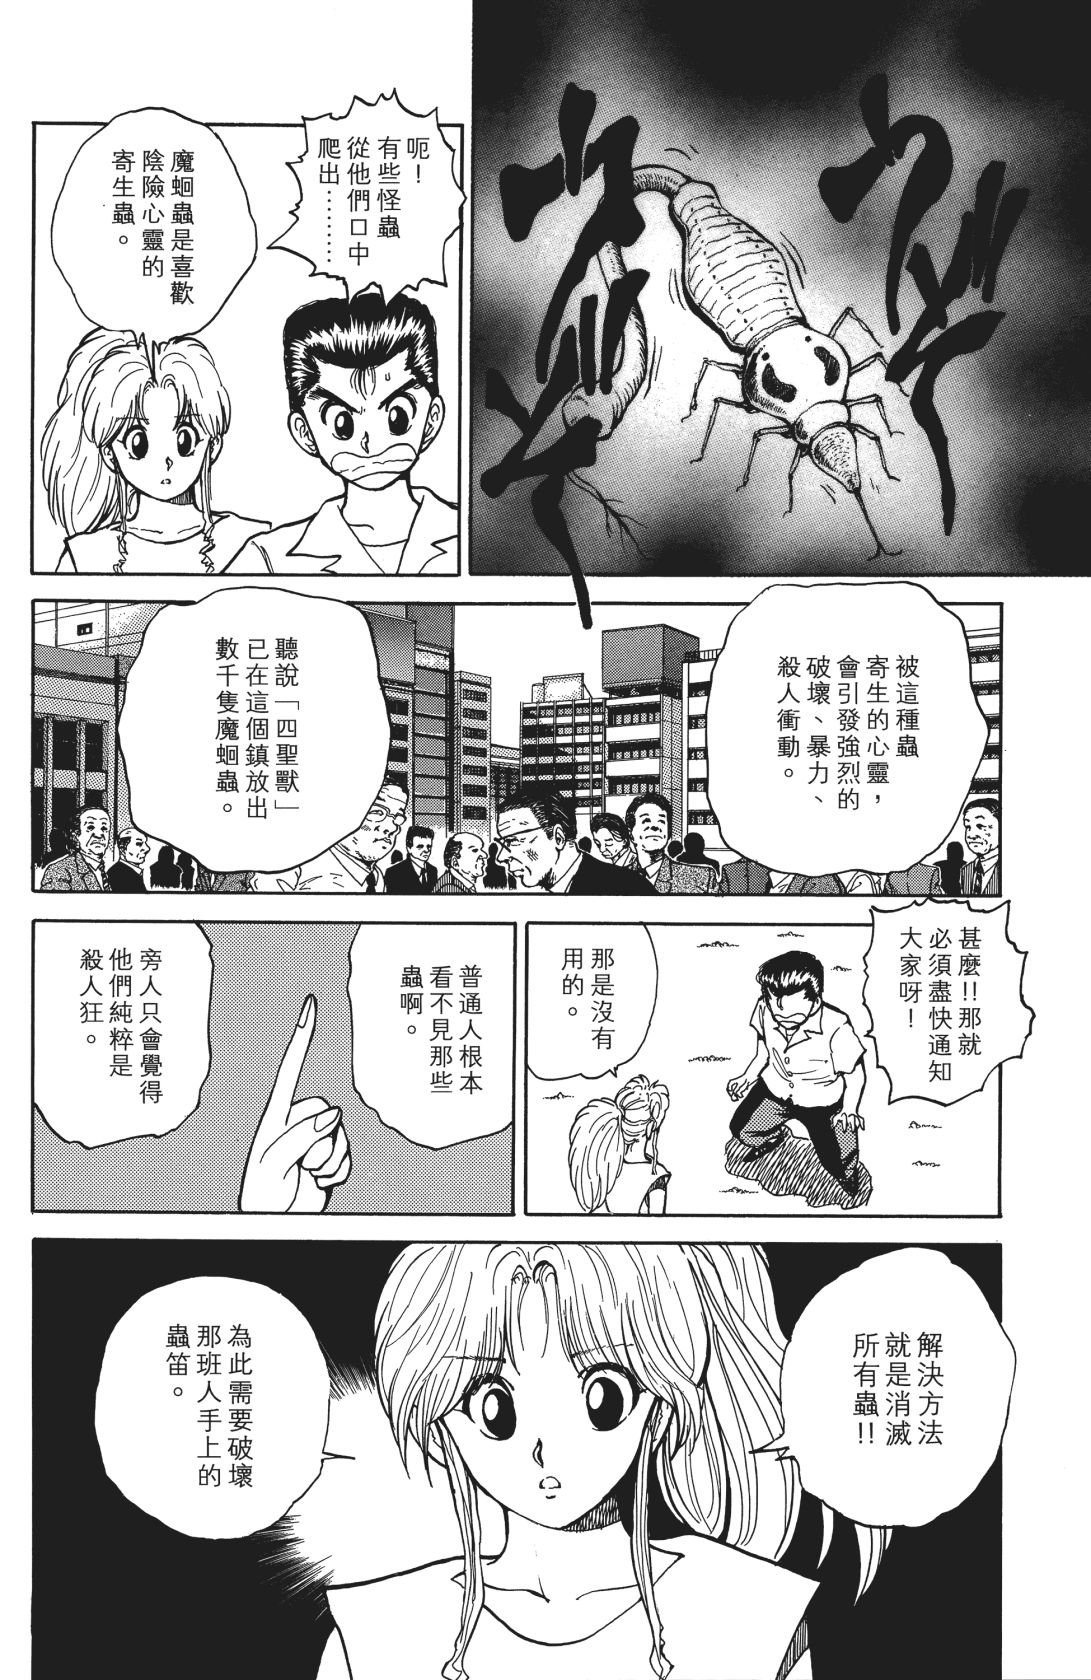 呃！
有些怪蟲
從他們口中
爬出………
魔蛔蟲是喜歡
陰險心靈的
寄生蟲。
被這種蟲
寄生的心靈，
會引發強烈的
破壞、暴力、
殺人衝動。
聽說「四聖獸」
已在這個鎮放出
數千隻魔蛔蟲。
甚麼!!那就
必須盡快通知
大家呀！
那是沒有
用的。
普通人根本
看不見那些
蟲啊。
旁人只會覺得
他們純粹是
殺人狂。
解決方法
就是消滅
所有蟲!!
為此需要破壞
那班人手上的
蟲笛。